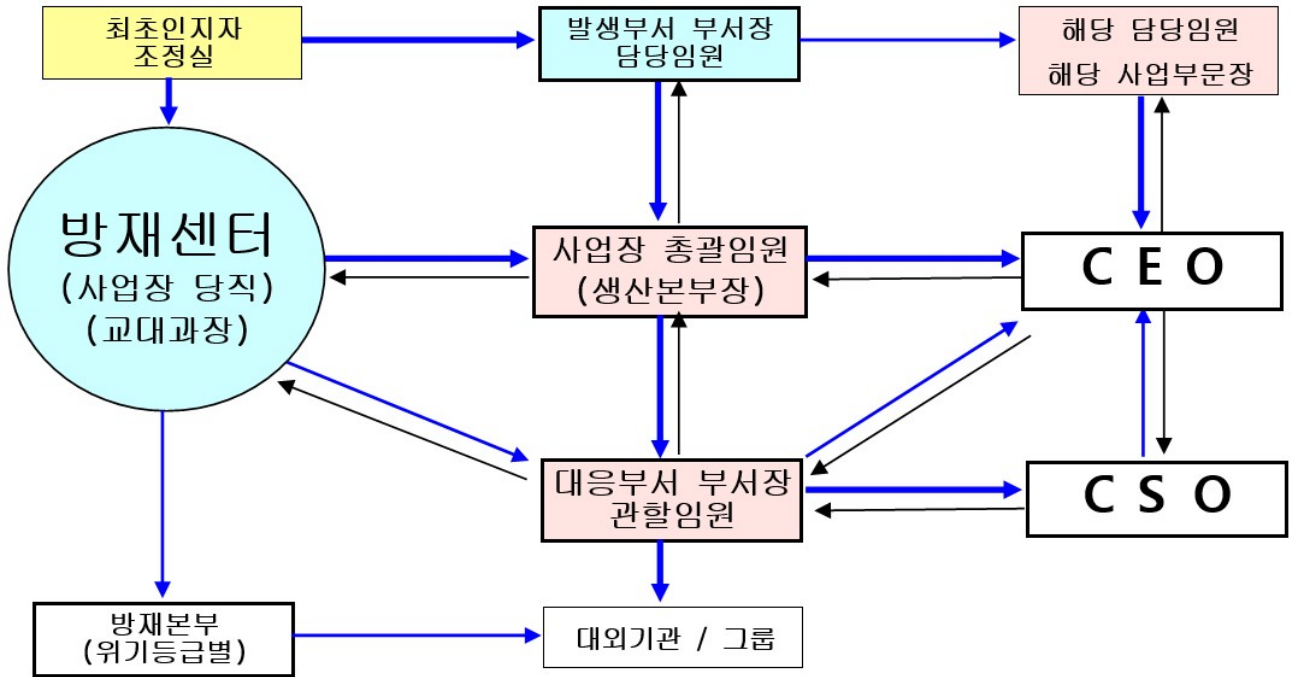 최초인지자
조정실
발생부서 부서장
담당임원
해당 담당임원
해당 사업부문장
방재센터
(사업장 당직)
(교대과장)
사업장 총괄임원
(생산본부장)
C E O
대응부서 부서장
관할임원
C S O
방재본부
(위기등급별)
대외기관 / 그룹